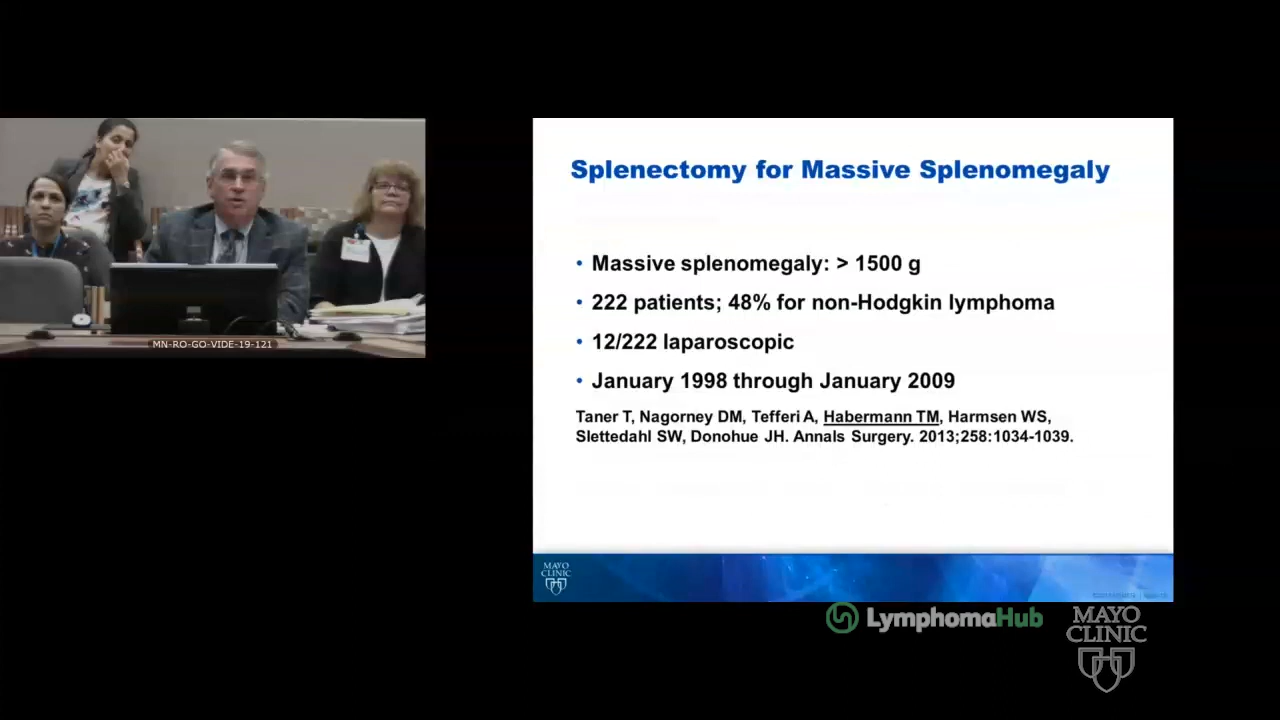 MN-RO-GO-VIDE-19-121
Splenectomy for Massive Splenomegaly
• Massive splenomegaly: > 1500 g
• 222 patients; 48% for non-Hodgkin lymphoma
• 12/222 laparoscopic
• January 1998 through January 2009
Taner T, Nagorney DM, Tefferi A, Habermann TM, Harmsen WS,
Slettedahl SW, Donohue JH. Annals Surgery. 2013;258:1034-1039.
MAYO
CLINIC
LymphomaHub
MAYO
CLINIC